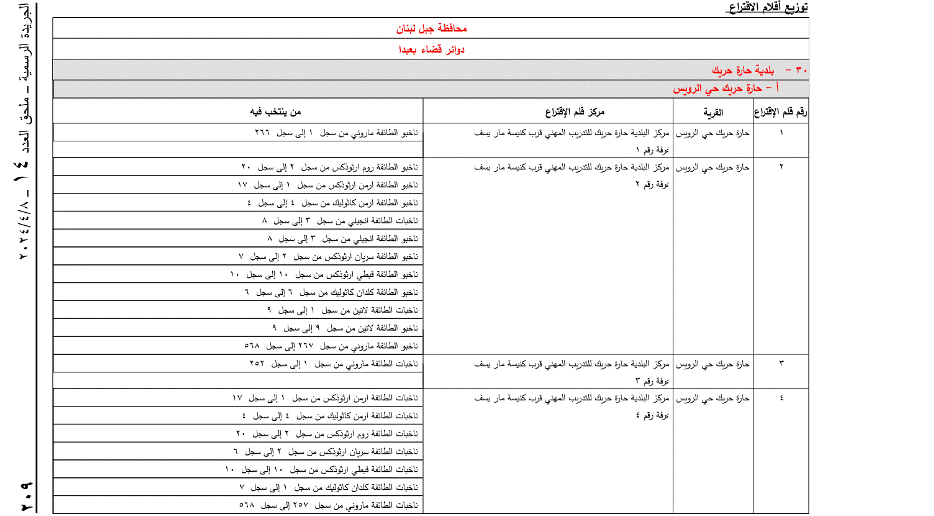 توزيع أقلام الاقتراع
محافظة جبل لبنان
دوائر قضاء بعبدا
٣٠ - بلدية حارة حريك
أ - حارة حريك حي الرويس
رقم قلم الإقتراع القرية مركز قلم الإقتراع من ينتخب فيه
١ حارة حريك حي الرويس مركز البلدية حارة حريك للتدريب المهني قرب كنيسة مار يسف ناخبو الطائفة ماروني من سجل ١ إلى سجل ٢٦٦
غرفة رقم ١
٢ حارة حريك حي الرويس مركز البلدية حارة حريك للتدريب المهني قرب كنيسة مار يسف ناخبو الطائفة روم ارثوذكس من سجل ٢ إلى سجل ٢٠
غرفة رقم ٢ ناخبو الطائفة ارمن ارثوذكس من سجل ١ إلى سجل ١٧
ناخبو الطائفة ارمن كاثوليك من سجل ٤ إلى سجل ٤
ناخبات الطائفة انجيلي من سجل ٣ إلى سجل ٨
ناخبو الطائفة انجيلي من سجل ٣ إلى سجل ٨
ناخبو الطائفة سريان ارثوذكس من سجل ٢ إلى سجل ٧
ناخبو الطائفة قبطي ارثوذكس من سجل ١٠ إلى سجل ١٠
ناخبو الطائفة كلدان كاثوليك من سجل ٦ إلى سجل ٦
ناخبات الطائفة لاتين من سجل ١ إلى سجل ٩
ناخبو الطائفة لاتين من سجل ٩ إلى سجل ٩
ناخبو الطائفة ماروني من سجل ٢٦٧ إلى سجل ٥٦٨
٣ حارة حريك حي الرويس مركز البلدية حارة حريك للتدريب المهني قرب كنيسة مار يسف ناخبات الطائفة ماروني من سجل ١ إلى سجل ٢٥٢
غرفة رقم ٣
٤ حارة حريك حي الرويس مركز البلدية حارة حريك للتدريب المهني قرب كنيسة مار يسف ناخبات الطائفة ارمن ارثوذكس من سجل ١ إلى سجل ١٧
غرفة رقم ٤ ناخبات الطائفة ارمن كاثوليك من سجل ٤ إلى سجل ٤
ناخبات الطائفة روم ارثوذكس من سجل ٢ إلى سجل ٢٠
ناخبات الطائفة سريان ارثوذكس من سجل ٢ إلى سجل ٦
ناخبات الطائفة قبطي ارثوذكس من سجل ١٠ إلى سجل ١٠
ناخبات الطائفة كلدان كاثوليك من سجل ١ إلى سجل ٧
ناخبات الطائفة ماروني من سجل ٢٥٧ إلى سجل ٥٦٨
الجريدة الرسمية – ملحق العدد ١٤ – ٢٠٢٤/٤/٨
٢٠٩